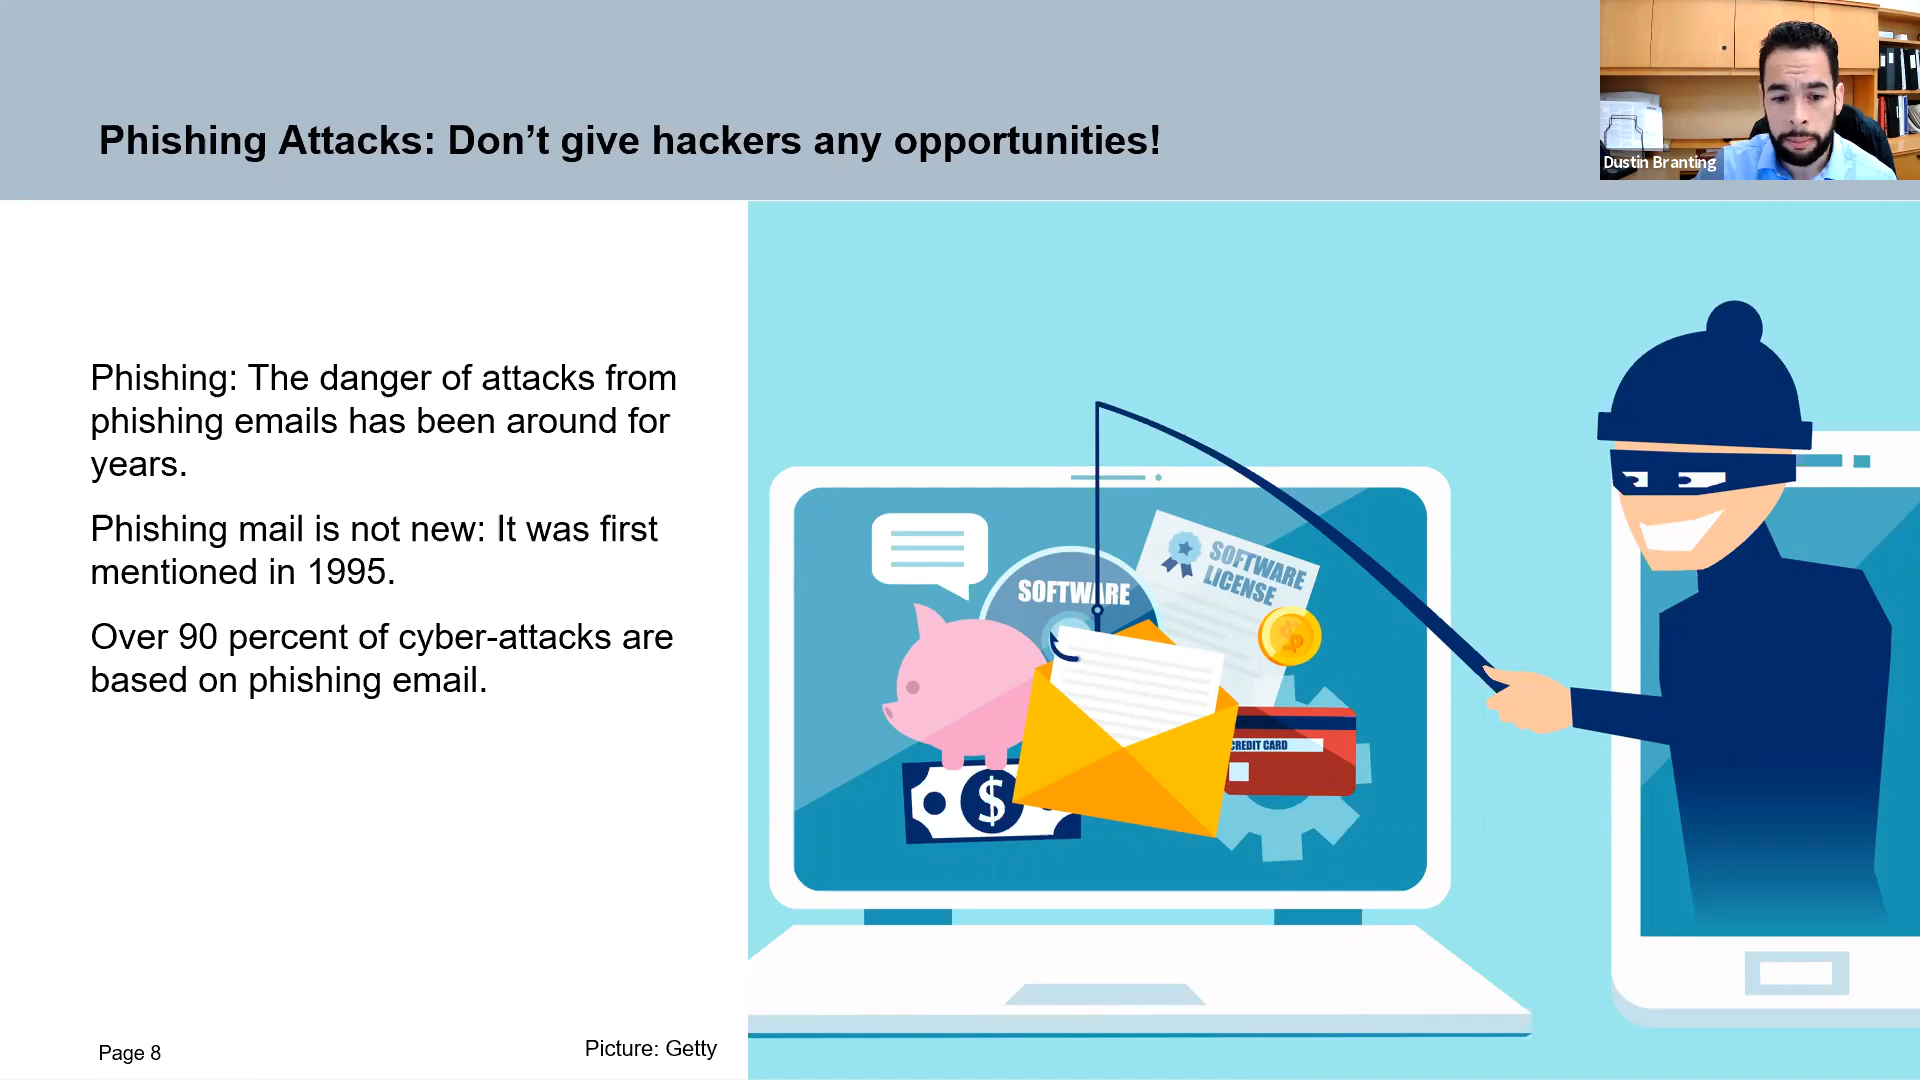 Phishing Attacks: Don’t give hackers any opportunities!
Dustin Branting
Phishing: The danger of attacks from
phishing emails has been around for
years.
Phishing mail is not new: It was first
mentioned in 1995.
Over 90 percent of cyber-attacks are
based on phishing email.
SOFTWARE
LICENSE
SOFTWARE
$
CREDIT CARD
$
Page 8
Picture: Getty